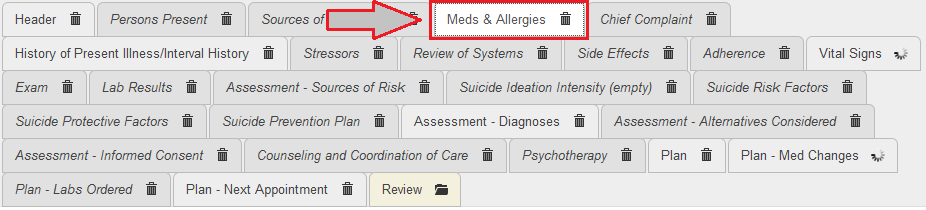 Header Persons Present Sources of Meds & Allergies Chief Complaint
History of Present Illness/Interval History Stressors Review of Systems Side Effects Adherence Vital Signs
Exam Lab Results Assessment - Sources of Risk Suicide Ideation Intensity (empty) Suicide Risk Factors
Suicide Protective Factors Suicide Prevention Plan Assessment - Diagnoses Assessment - Alternatives Considered
Assessment - Informed Consent Counseling and Coordination of Care Psychotherapy Plan Plan - Med Changes
Plan - Labs Ordered Plan - Next Appointment Review